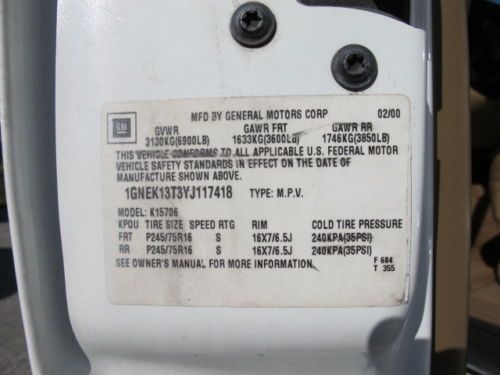 MFD BY GENERAL MOTORS CORP 02/00
GM
GVWR GAWR FRT GAWR RR
3130KG(6900LB) 1633KG(3600LB) 1746KG(3850LB)
THIS VEHICLE CONFORMS TO ALL APPLICABLE U.S. FEDERAL MOTOR
VEHICLE SAFETY STANDARDS IN EFFECT ON THE DATE OF
MANUFACTURE SHOWN ABOVE.
1GNEK13T3YJ117418 TYPE: M.P.V.
MODEL: K15706
KPQU TIRE SIZE SPEED RTG RIM COLD TIRE PRESSURE
FRT P245/75R16 S 16X7/6.5J 240KPA(35PSI)
RR P245/75R16 S 16X7/6.5J 240KPA(35PSI)
SEE OWNER'S MANUAL FOR MORE INFORMATION. F 684
T 355